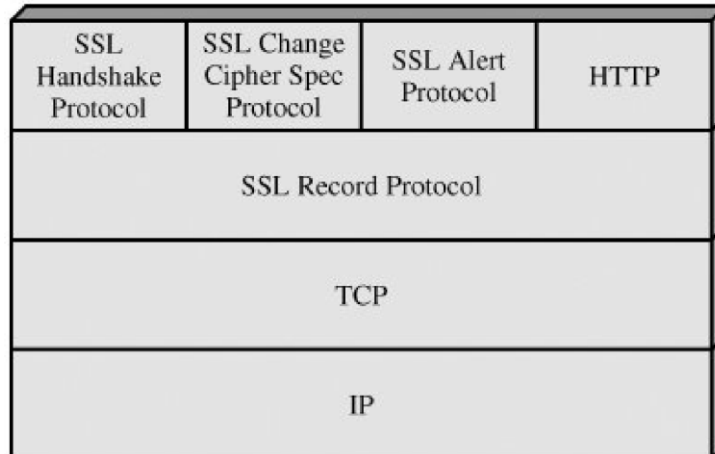 SSL
Handshake
Protocol
SSL Change
Cipher Spec
Protocol
SSL Alert
Protocol
HTTP
SSL Record Protocol
TCP
IP